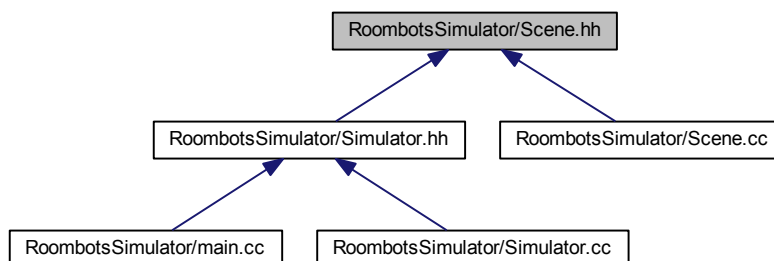 RoombotsSimulator/Scene.hh
RoombotsSimulator/Simulator.hh
RoombotsSimulator/Scene.cc
RoombotsSimulator/main.cc
RoombotsSimulator/Simulator.cc